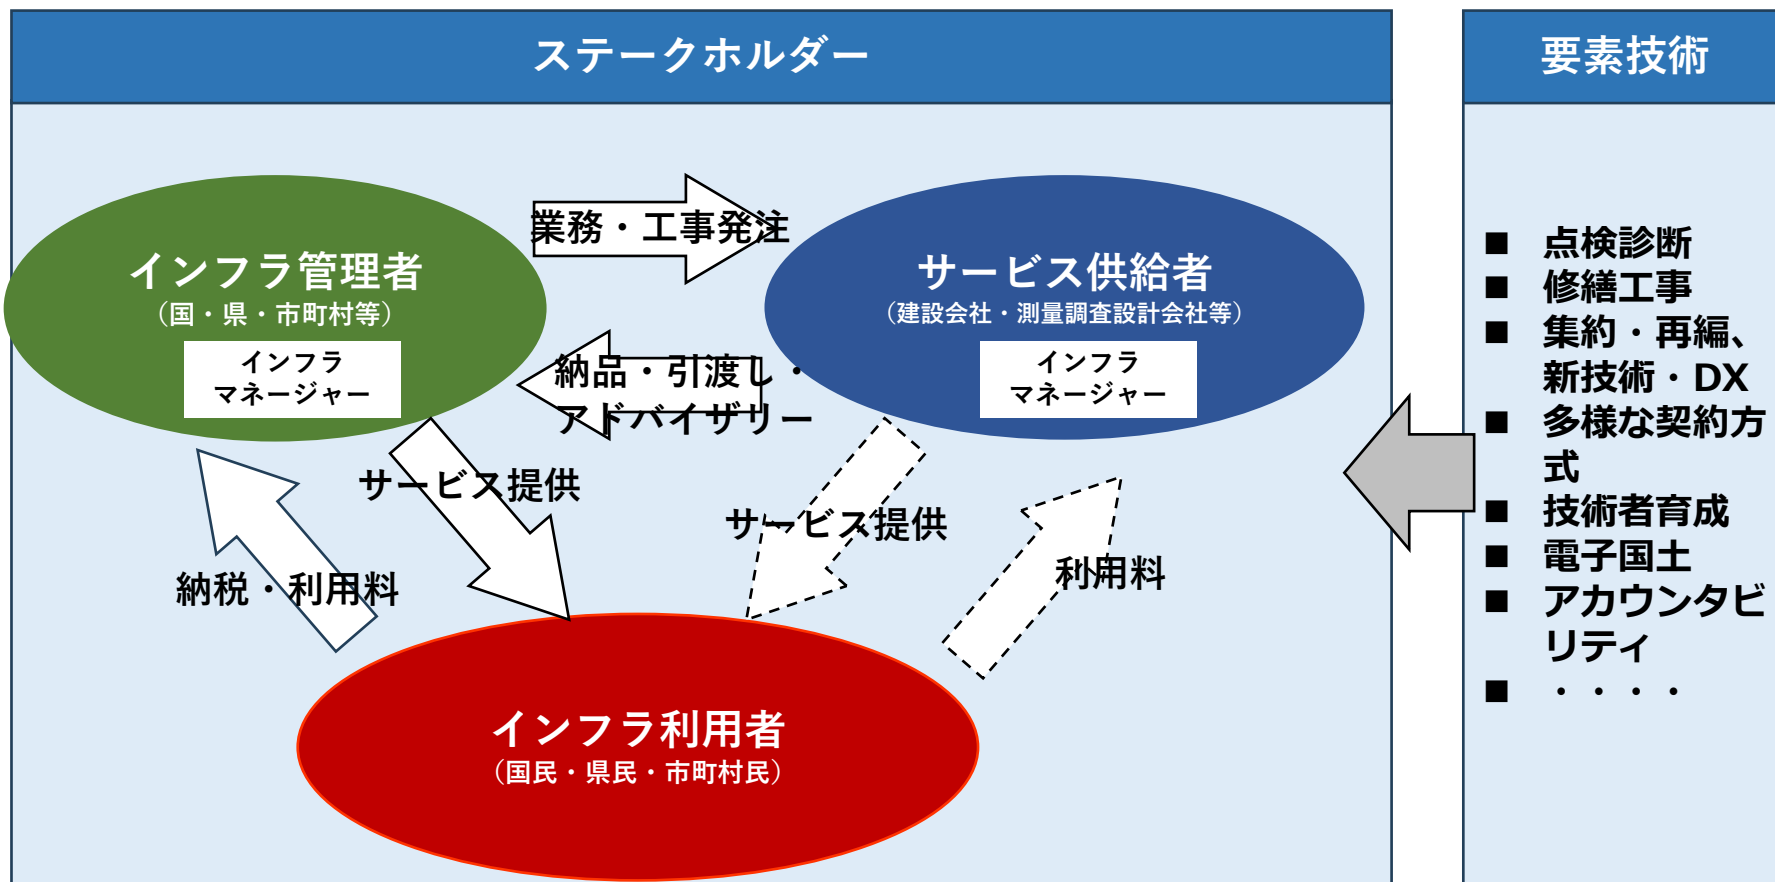 ステークホルダー
要素技術
業務・工事発注
インフラ管理者
（国・県・市町村等）
インフラ
マネージャー
サービス供給者
（建設会社・測量調査設計会社等）
インフラ
マネージャー
納品・引渡し・
アドバイザリー
サービス提供
サービス提供
納税・利用料
利用料
インフラ利用者
（国民・県民・市町村民）
■ 点検診断
■ 修繕工事
■ 集約・再編、
新技術・DX
■ 多様な契約方
式
■ 技術者育成
■ 電子国土
■ アカウンタビ
リティ
■ ・・・・